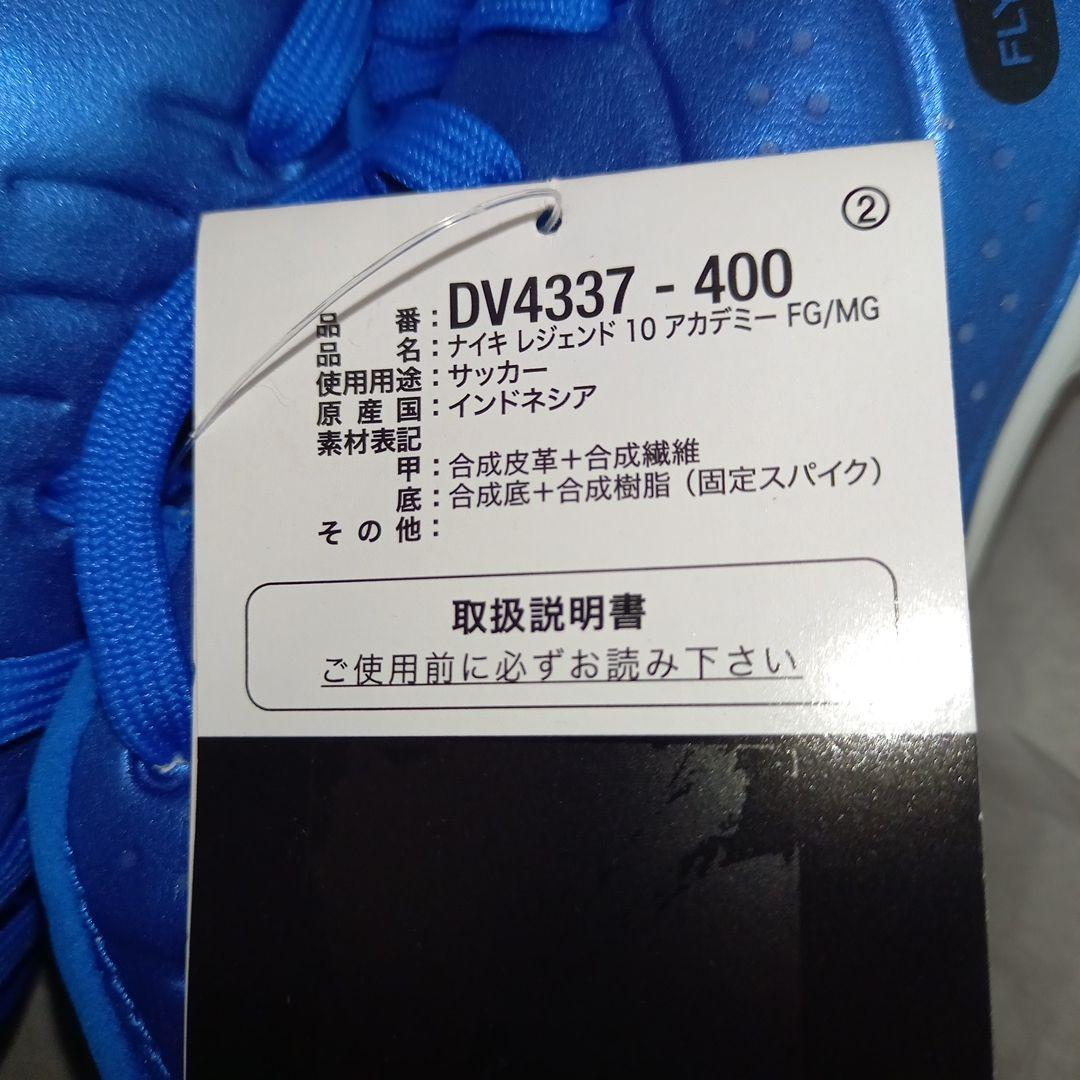 FLY
②
品番：DV4337 - 400
品名：ナイキ レジェンド 10 アカデミー FG/MG
使用用途：サッカー
原産国：インドネシア
素材表記
甲：合成皮革＋合成繊維
底：合成底＋合成樹脂（固定スパイク）
その他：
取扱説明書
ご使用前に必ずお読み下さい